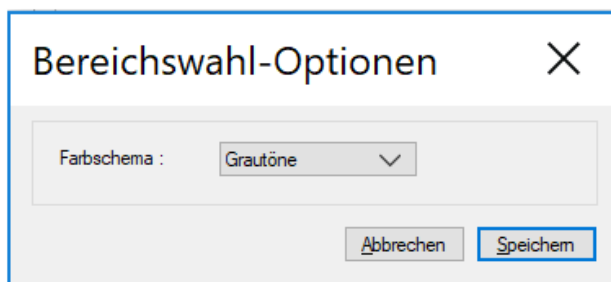 Bereichswahl-Optionen
Farbschema : Grautöne
Abbrechen Speichern